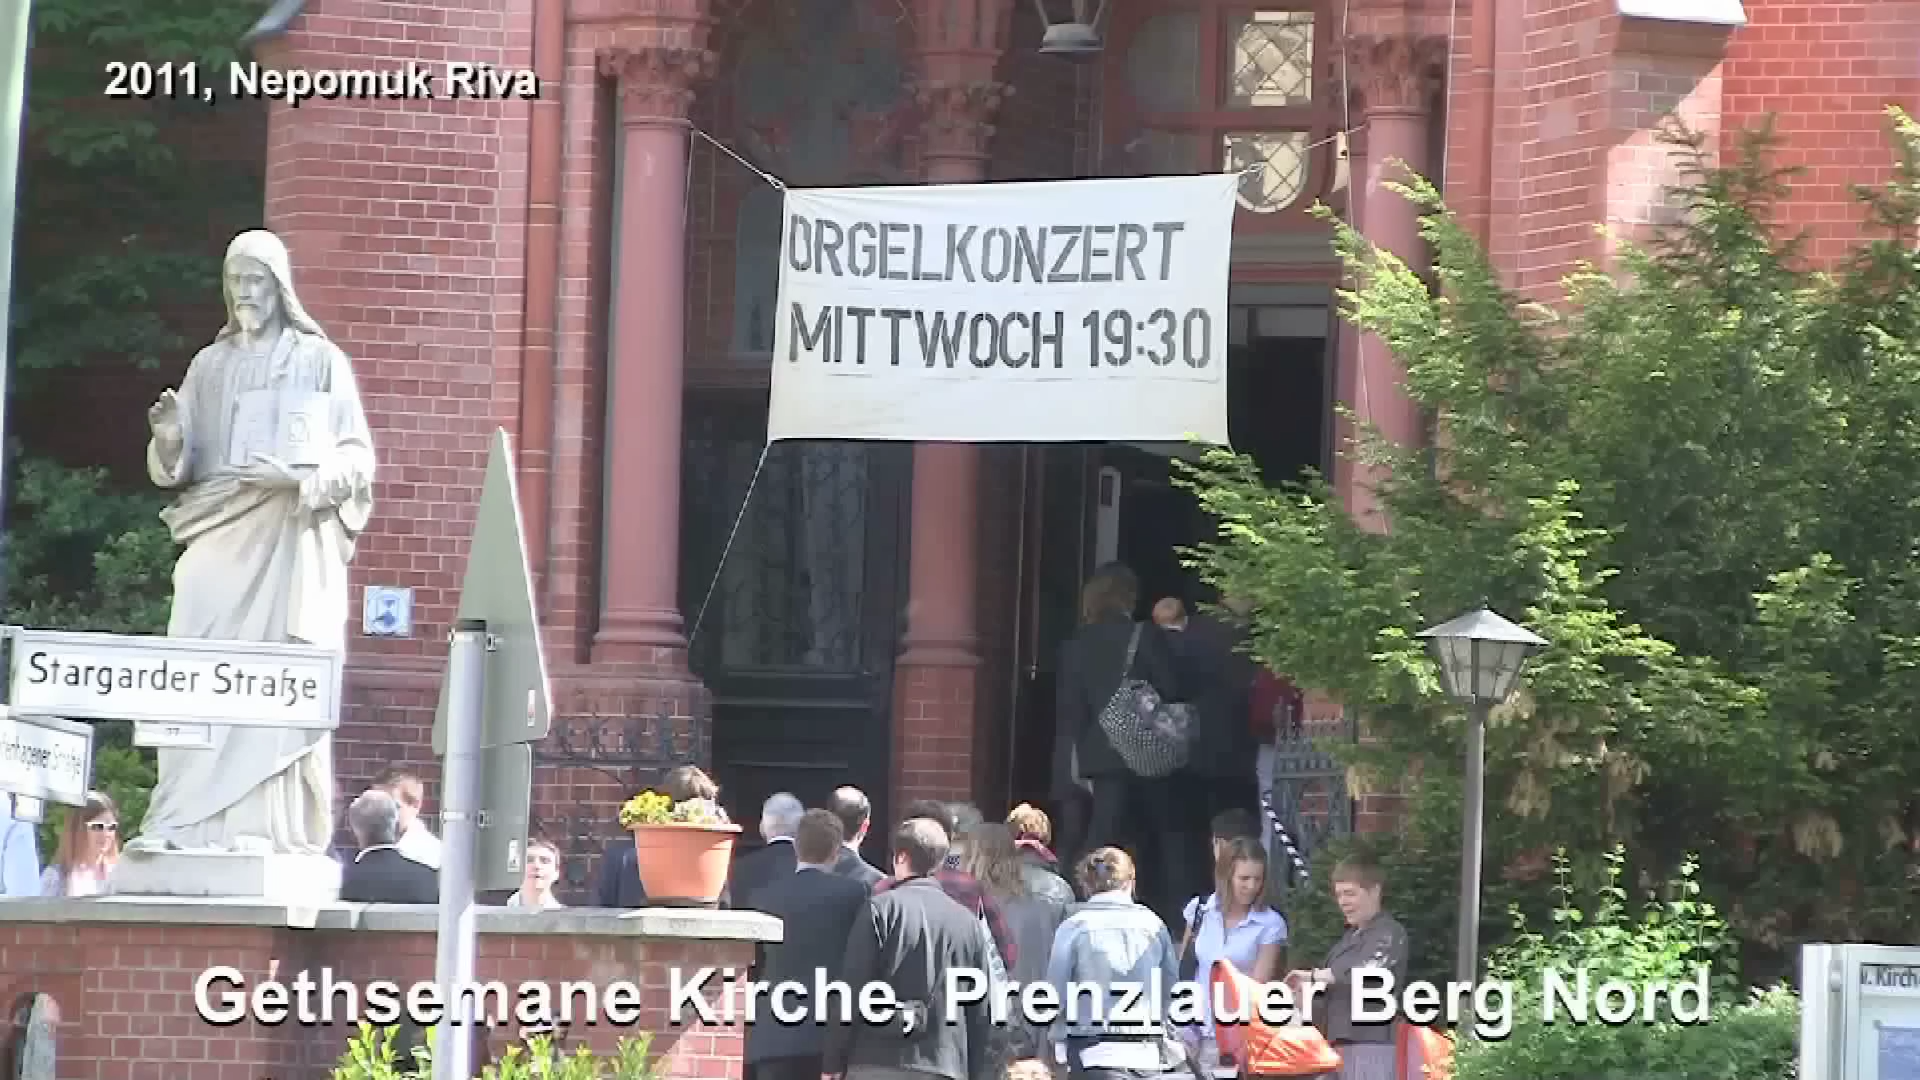 2011, Nepomuk Riva
ORGELKONZERT
MITTWOCH 19:30
Stargarder Straße
Gethsemane Kirche, Prenzlauer Berg Nord